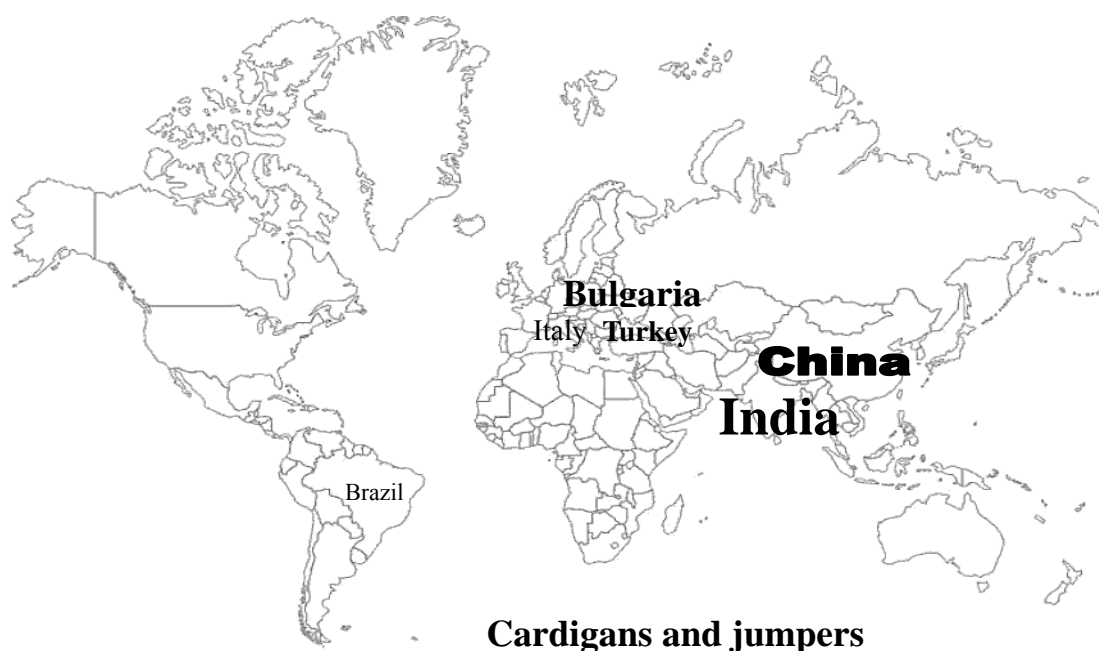 Bulgaria
Italy Turkey
China
India
Brazil
Cardigans and jumpers